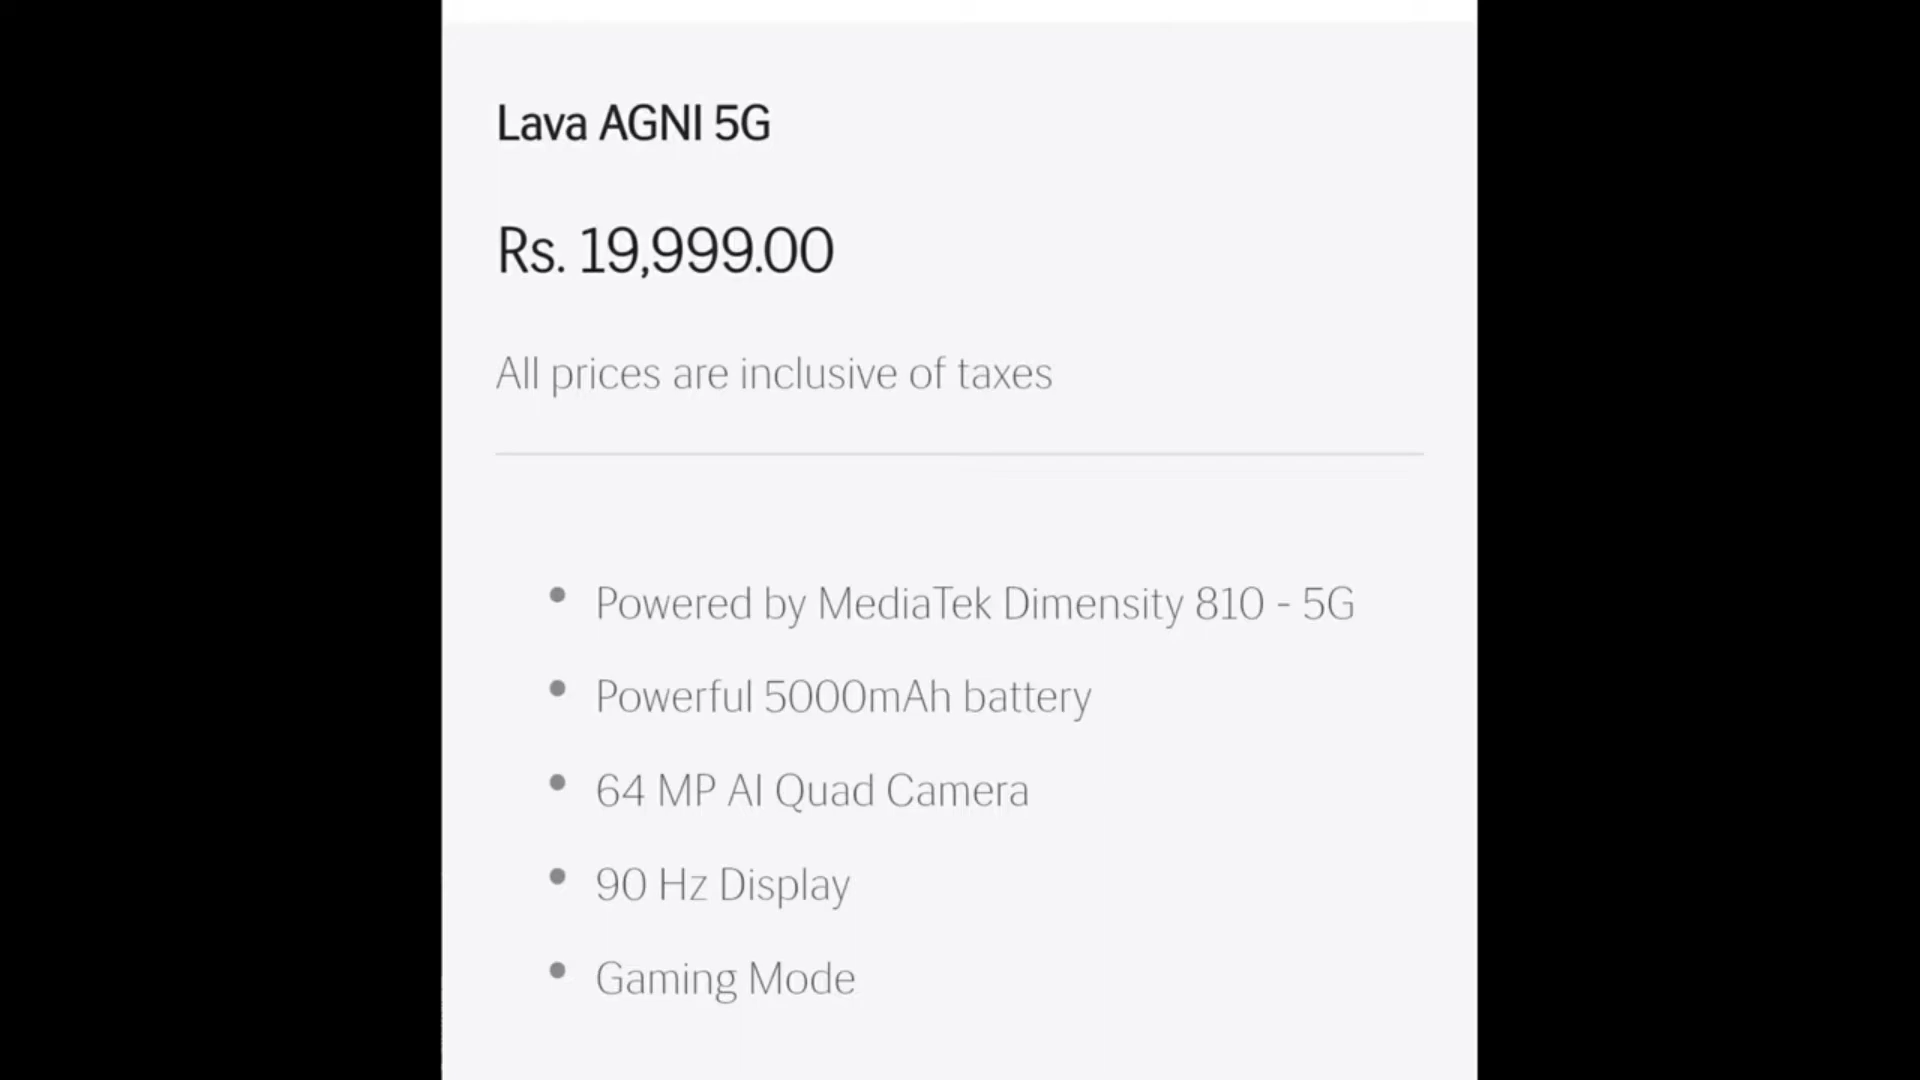 Lava AGNI 5G
Rs. 19,999.00
All prices are inclusive of taxes
• Powered by MediaTek Dimensity 810 - 5G
• Powerful 5000mAh battery
• 64 MP AI Quad Camera
• 90 Hz Display
• Gaming Mode